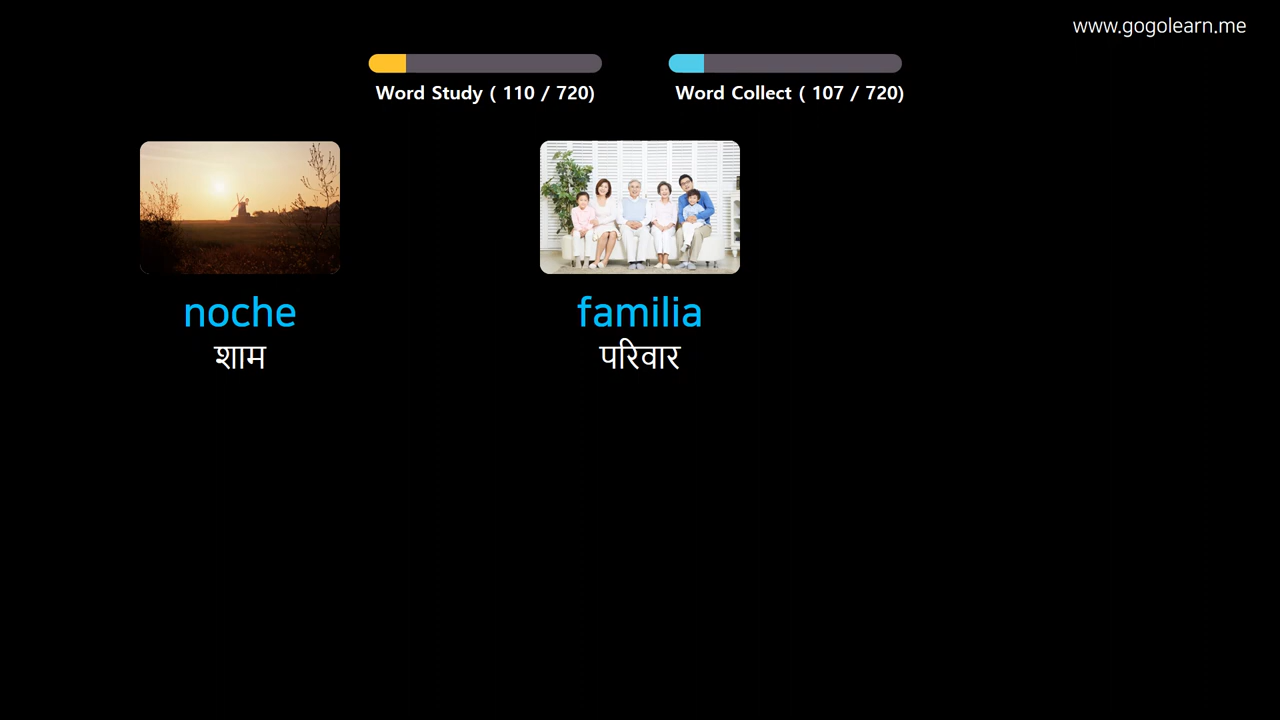 www.gogolearn.me
Word Study ( 110 / 720)
Word Collect ( 107 / 720)
noche
शाम
familia
परिवार